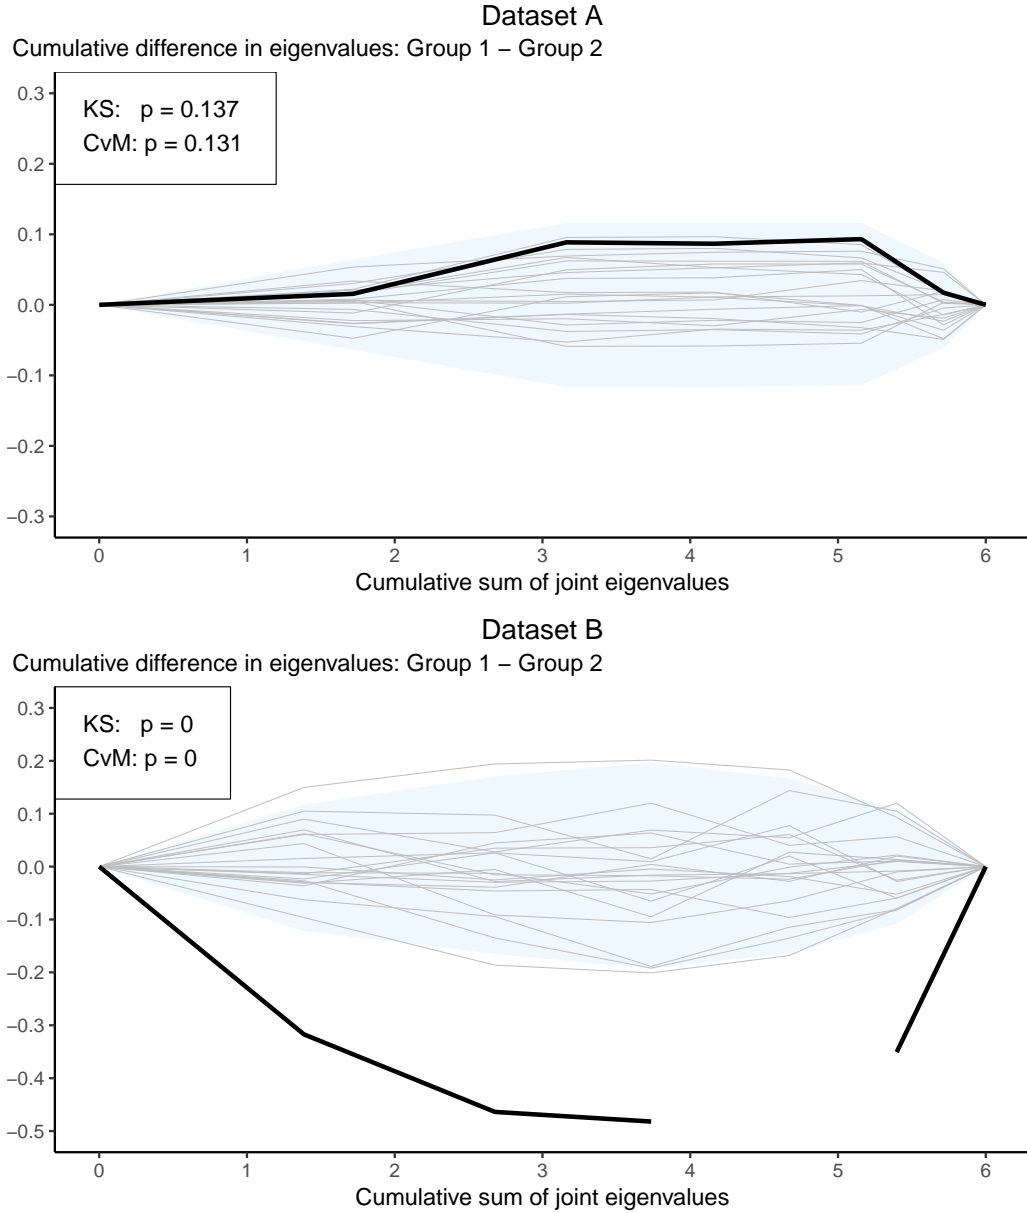 Dataset A
Cumulative difference in eigenvalues: Group 1 − Group 2
KS: p = 0.137
CvM: p = 0.131
0.3
0.2
0.1
0.0
−0.1
−0.2
−0.3
0 1 2 3 4 5 6
Cumulative sum of joint eigenvalues
Dataset B
Cumulative difference in eigenvalues: Group 1 − Group 2
KS: p = 0
CvM: p = 0
0.3
0.2
0.1
0.0
−0.1
−0.2
−0.3
−0.4
−0.5
0 1 2 3 4 5 6
Cumulative sum of joint eigenvalues